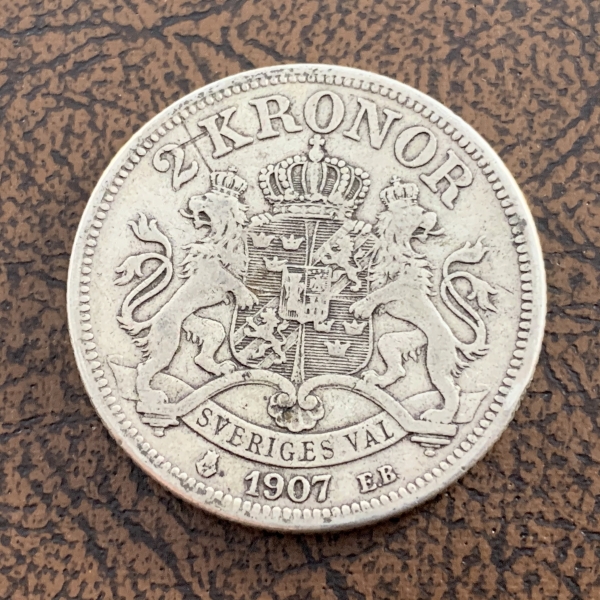 2 KRONOR
SVERIGES VÄL
1907 E.B